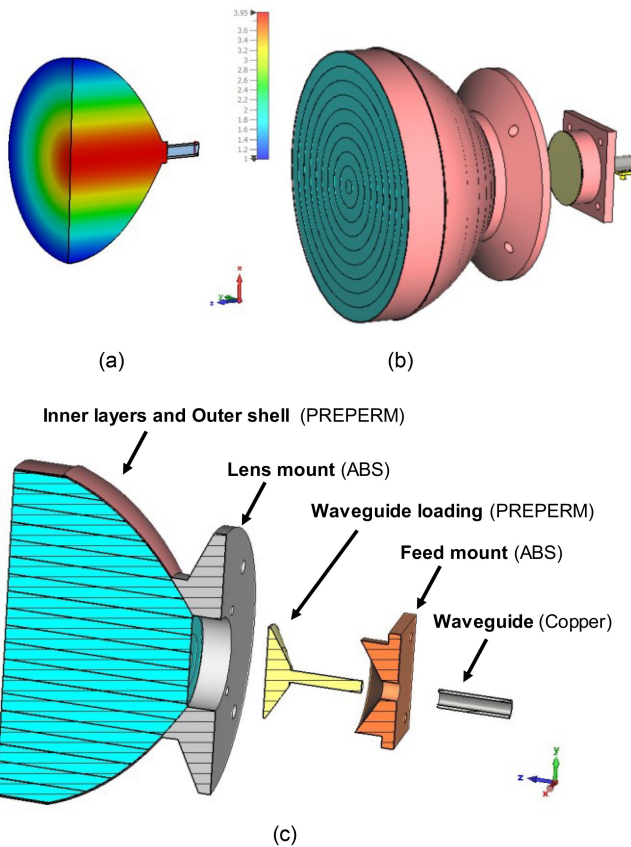 3.95
3.6
3.4
3.2
3
2.8
2.6
2.4
2.2
2
1.8
1.6
1.4
1.2
1
x
y
z
(a)
(b)
Inner layers and Outer shell (PREPERM)
Lens mount (ABS)
Waveguide loading (PREPERM)
Feed mount (ABS)
Waveguide (Copper)
y
z
x
(c)